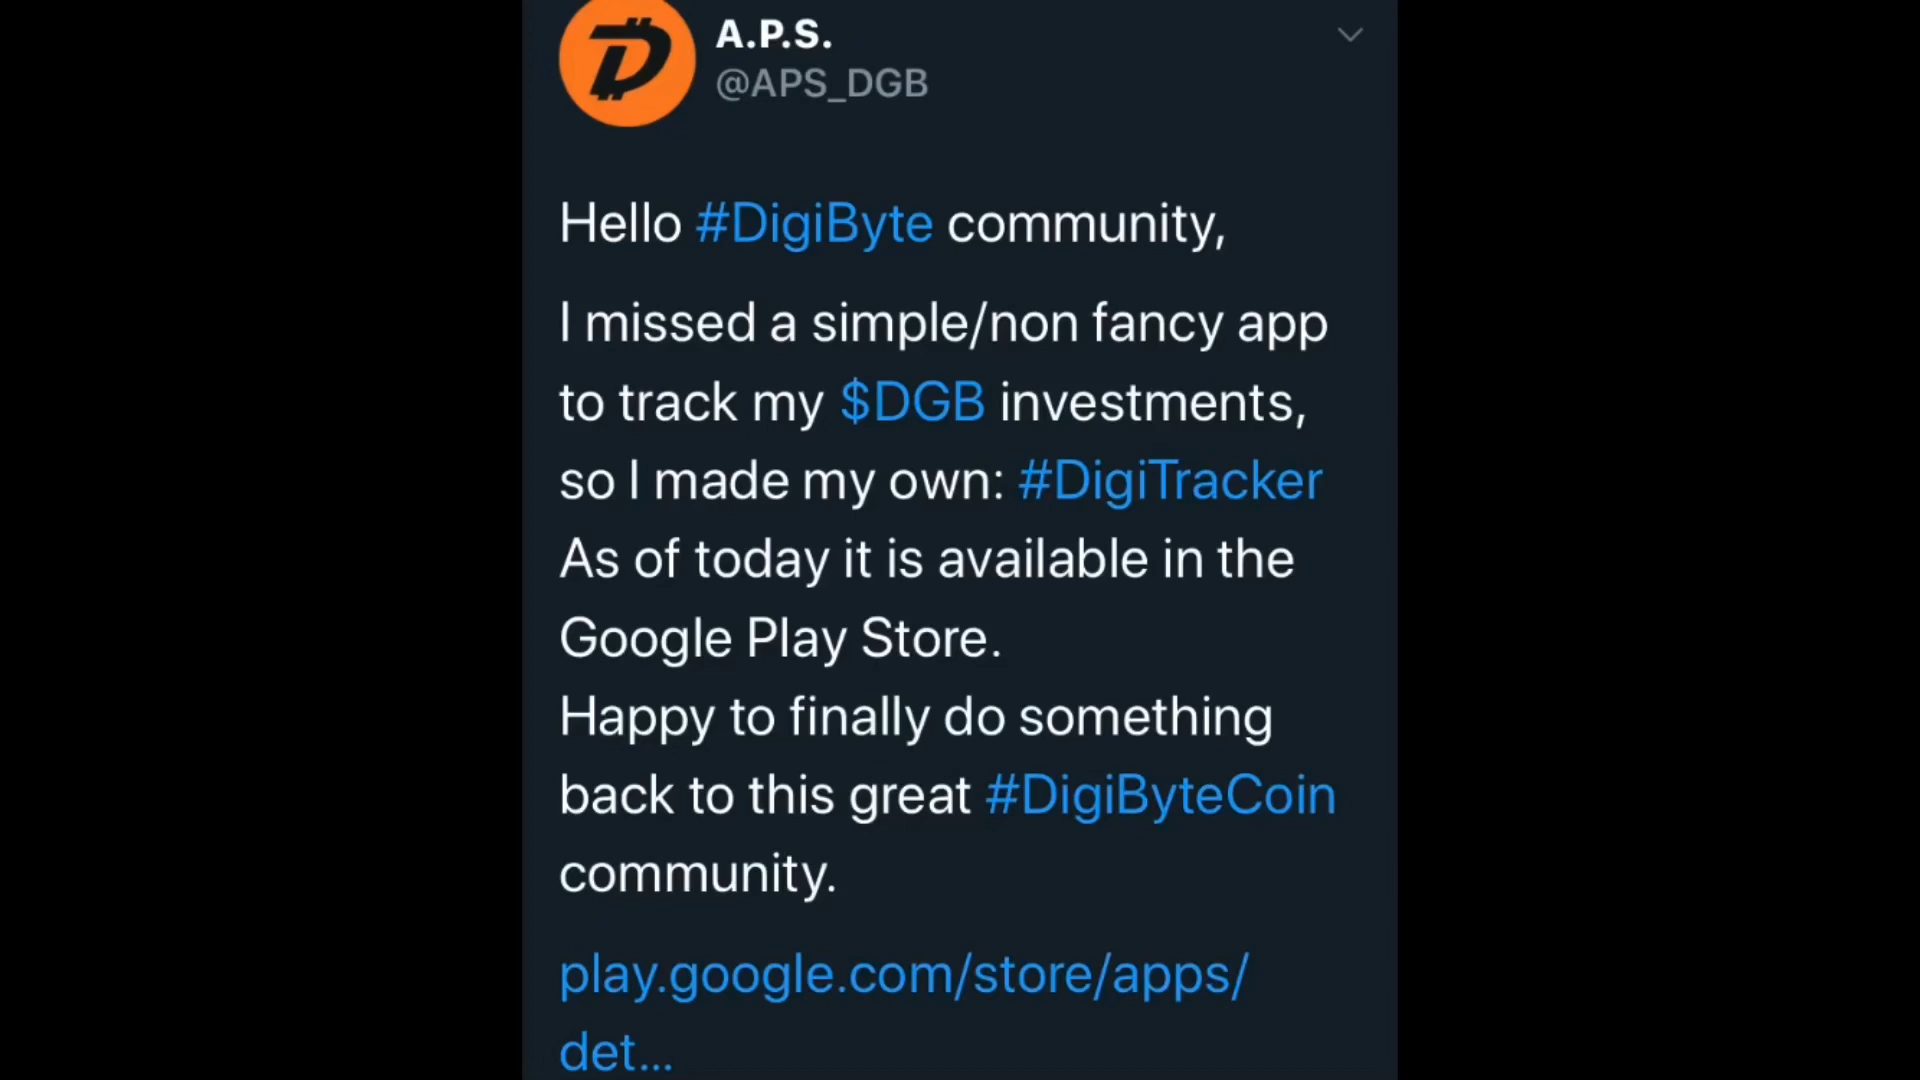 A.P.S.
@APS_DGB
Hello #DigiByte community,
I missed a simple/non fancy app
to track my $DGB investments,
so I made my own: #DigiTracker
As of today it is available in the
Google Play Store.
Happy to finally do something
back to this great #DigiByteCoin
community.
play.google.com/store/apps/
det...